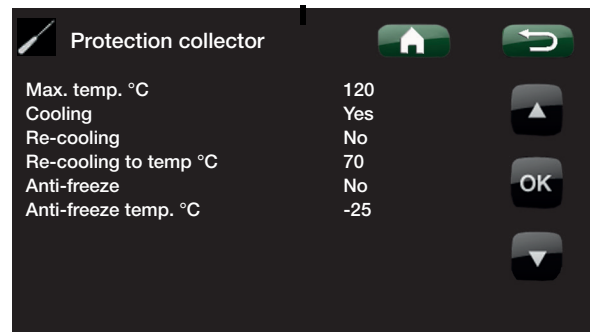 Protection collector
Max. temp. °C 120
Cooling Yes
Re-cooling No
Re-cooling to temp °C 70
Anti-freeze No
Anti-freeze temp. °C -25
OK